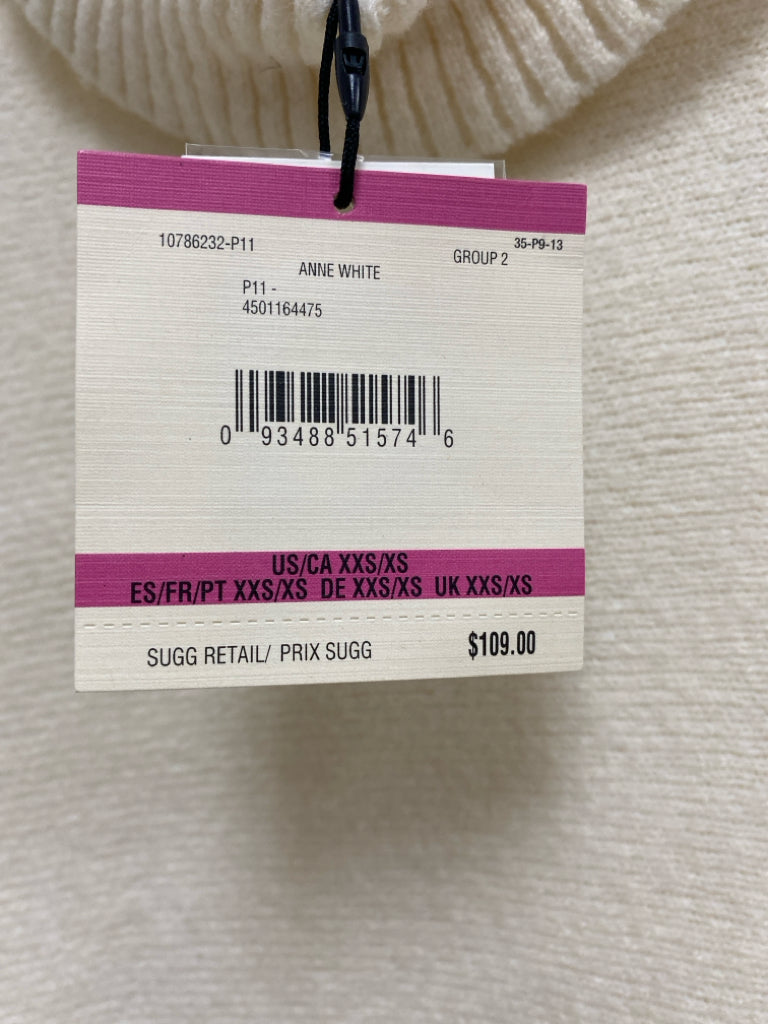 10786232-P11
35-P9-13
GROUP 2
ANNE WHITE
P11 -
4501164475
0 93488 51574 6
US/CA XXS/XS
ES/FR/PT XXS/XS DE XXS/XS UK XXS/XS
SUGG RETAIL/ PRIX SUGG $109.00